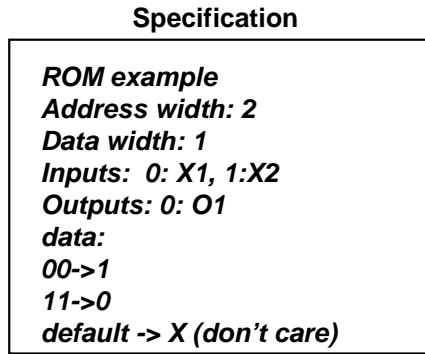 Specification
ROM example
Address width: 2
Data width: 1
Inputs: 0: X1, 1:X2
Outputs: 0: O1
data:
00->1
11->0
default -> X (don't care)